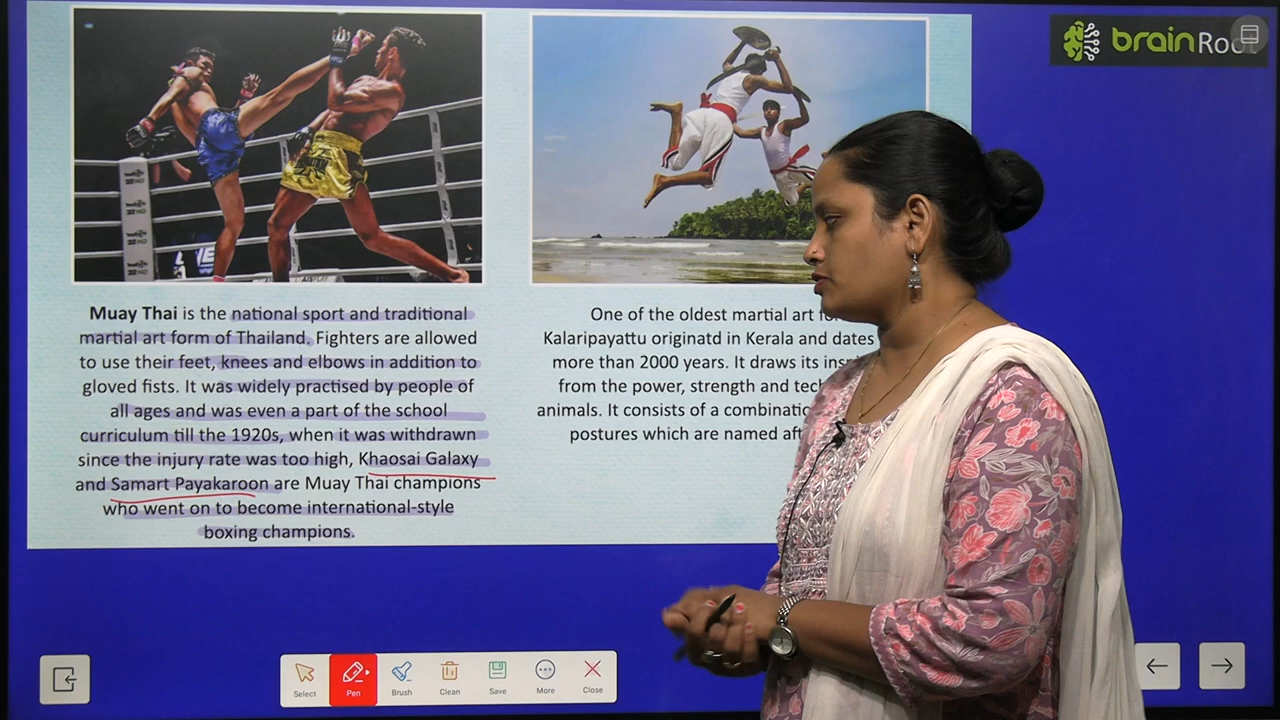 brainRoo
Muay Thai is the national sport and traditional
martial art form of Thailand. Fighters are allowed
to use their feet, knees and elbows in addition to
gloved fists. It was widely practised by people of
all ages and was even a part of the school
curriculum till the 1920s, when it was withdrawn
since the injury rate was too high, Khaosai Galaxy
and Samart Payakaroon are Muay Thai champions
who went on to become international-style
boxing champions.
One of the oldest martial art
Kalaripayattu originatd in Kerala and dates
more than 2000 years. It draws its
from the power, strength and
animals. It consists of a
postures which are named
Select
Pen
Brush
Clean
Save
More
Close